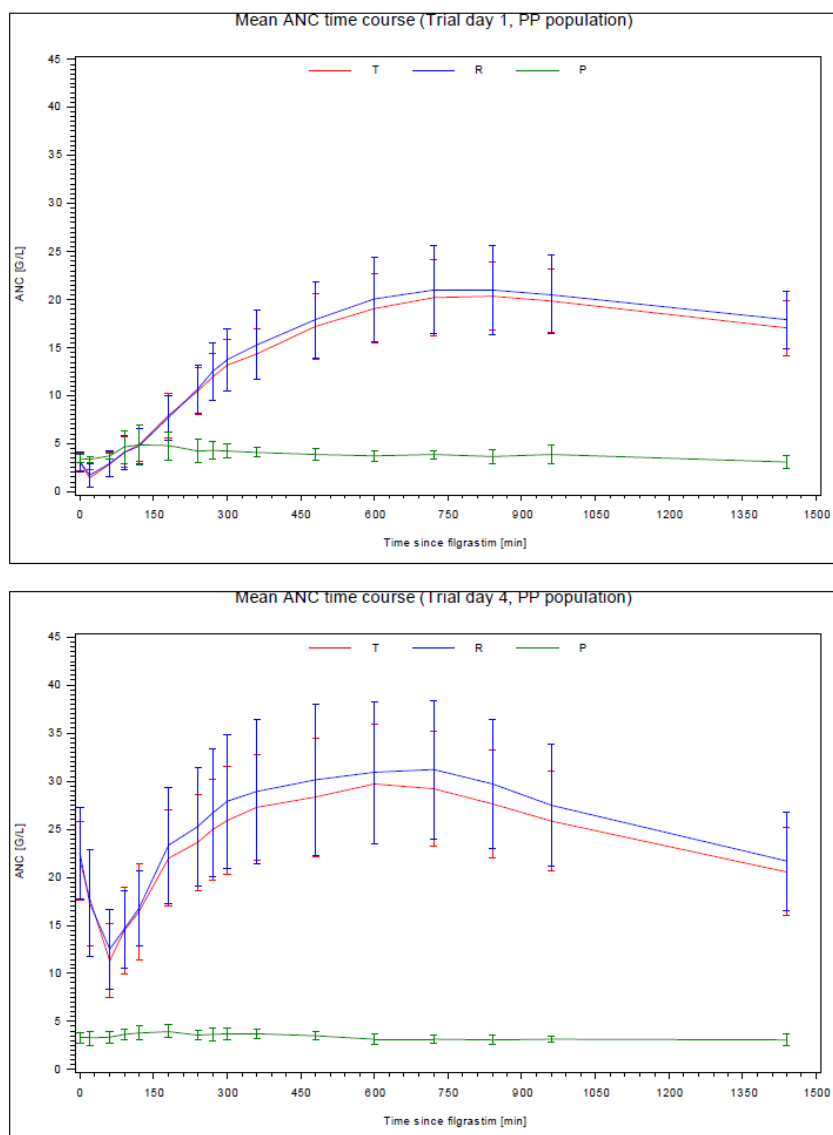 Mean ANC time course (Trial day 1, PP population)
T R P
45
40
35
30
25
20
15
10
5
0
ANC [G/L]
0 150 300 450 600 750 900 1050 1200 1350 1500
Time since filgrastim [min]
Mean ANC time course (Trial day 4, PP population)
T R P
45
40
35
30
25
20
15
10
5
0
ANC [G/L]
0 150 300 450 600 750 900 1050 1200 1350 1500
Time since filgrastim [min]